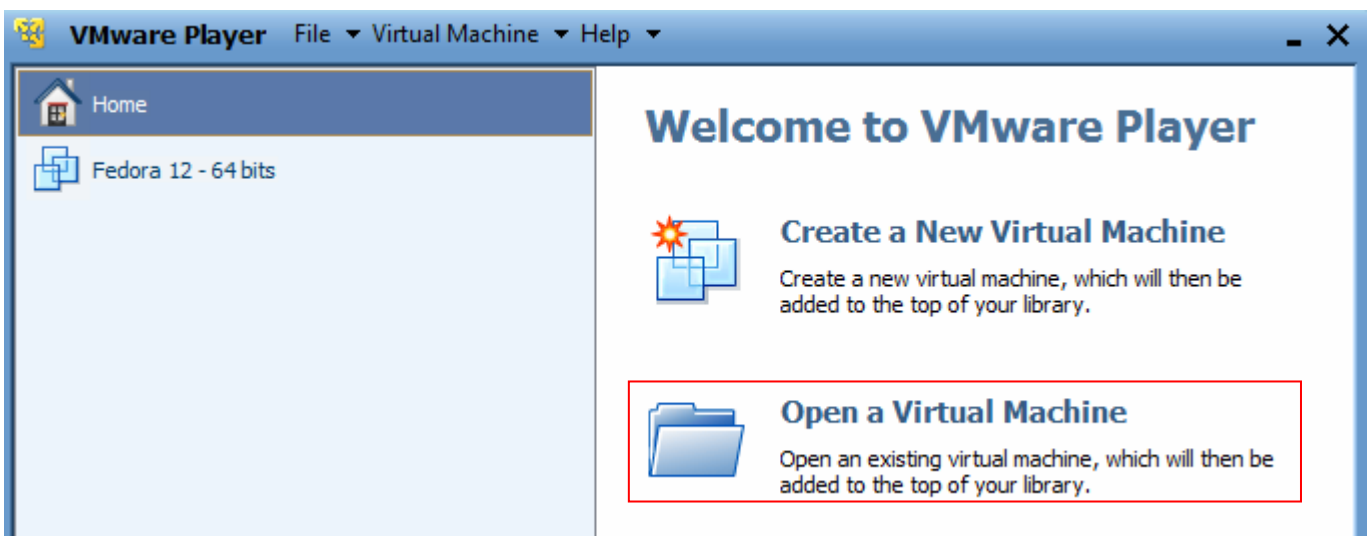 VMware Player File Virtual Machine Help
Home
Fedora 12 - 64 bits
Welcome to VMware Player
Create a New Virtual Machine
Create a new virtual machine, which will then be
added to the top of your library.
Open a Virtual Machine
Open an existing virtual machine, which will then be
added to the top of your library.